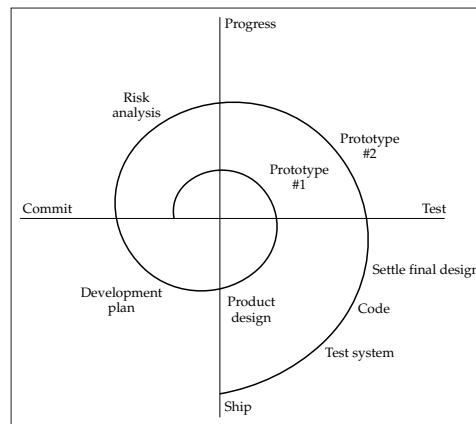 Progress
Risk
analysis
Prototype
#2
Prototype
#1
Commit
Test
Settle final design
Development
plan
Product
design
Code
Test system
Ship